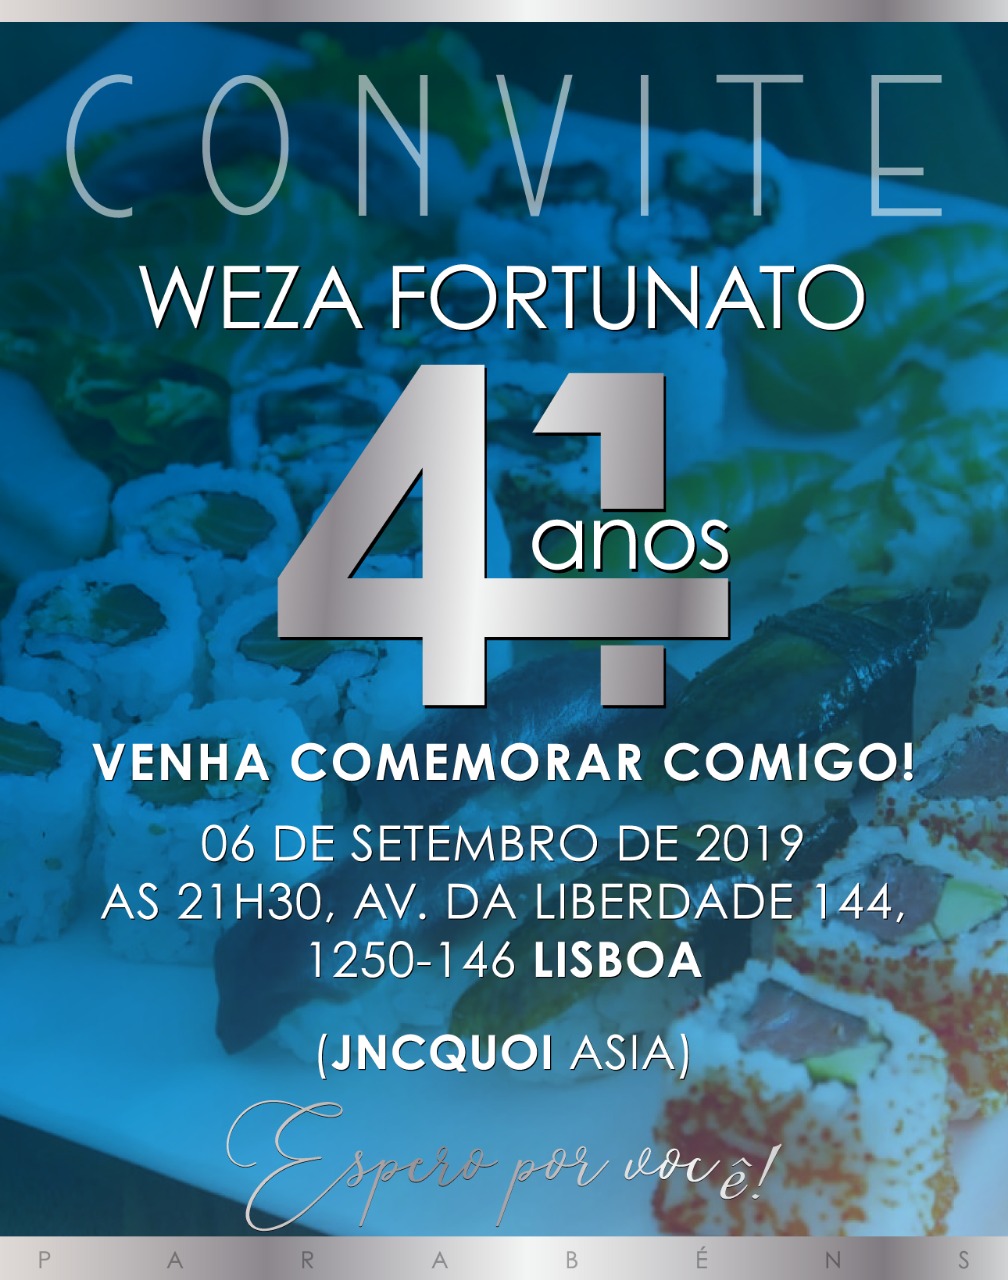 CONVITE
WEZA FORTUNATO
41
anos
VENHA COMEMORAR COMIGO!
06 DE SETEMBRO DE 2019
AS 21H30, AV. DA LIBERDADE 144,
1250-146 LISBOA
(JNCQUOI ASIA)
Espero por você!
PARABÉNS